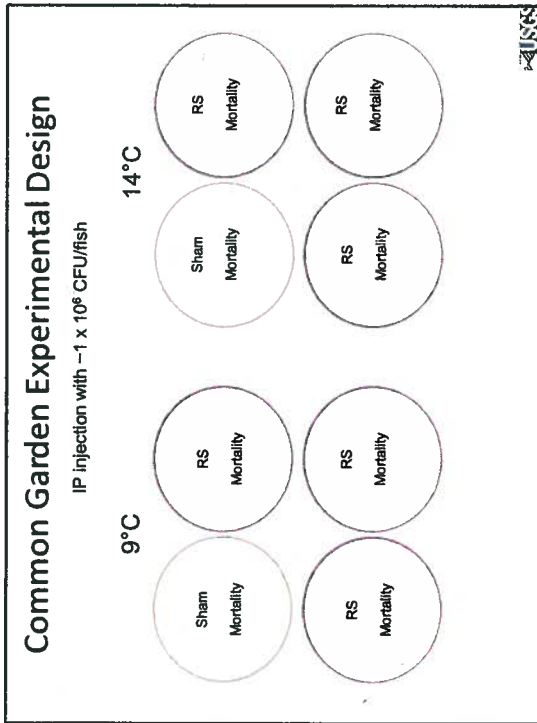 Common Garden Experimental Design
IP injection with ~1 x 10⁶ CFU/fish
9°C
14°C
Sham
Mortality
RS
Mortality
Sham
Mortality
RS
Mortality
RS
Mortality
RS
Mortality
RS
Mortality
RS
Mortality
USGS